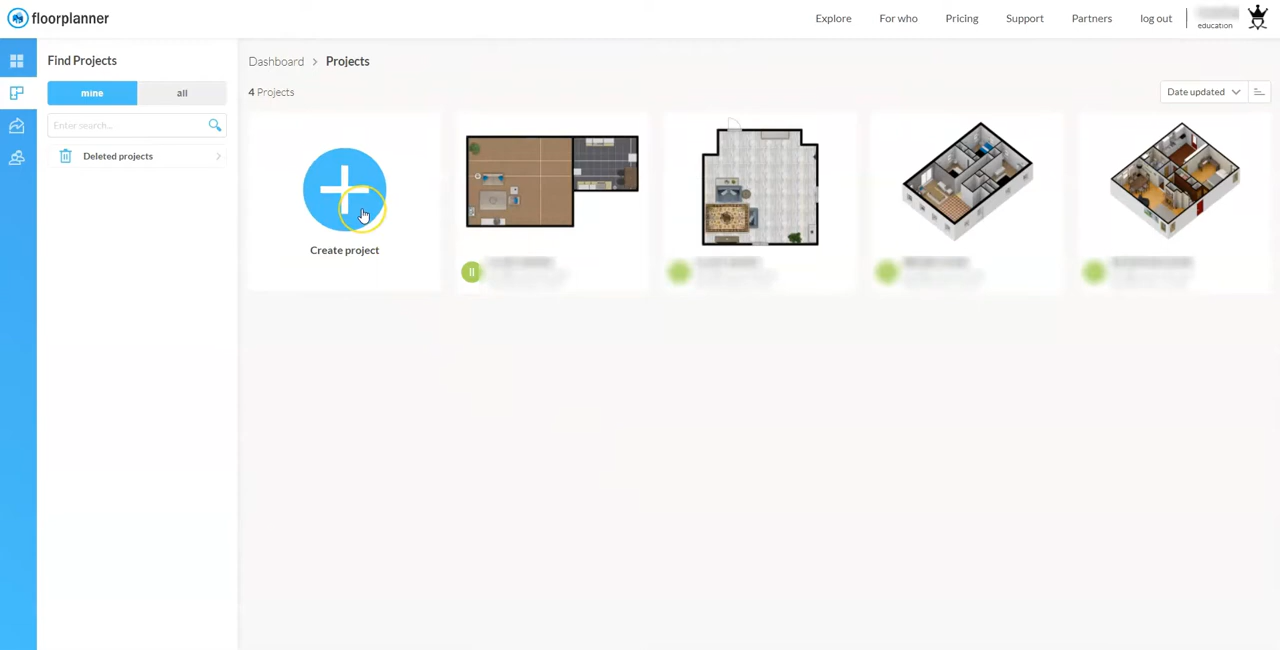 floorplanner
Explore
For who
Pricing
Support
Partners
log out
education
Find Projects
mine
all
Enter search...
Deleted projects
Dashboard > Projects
4 Projects
Date updated
Create project